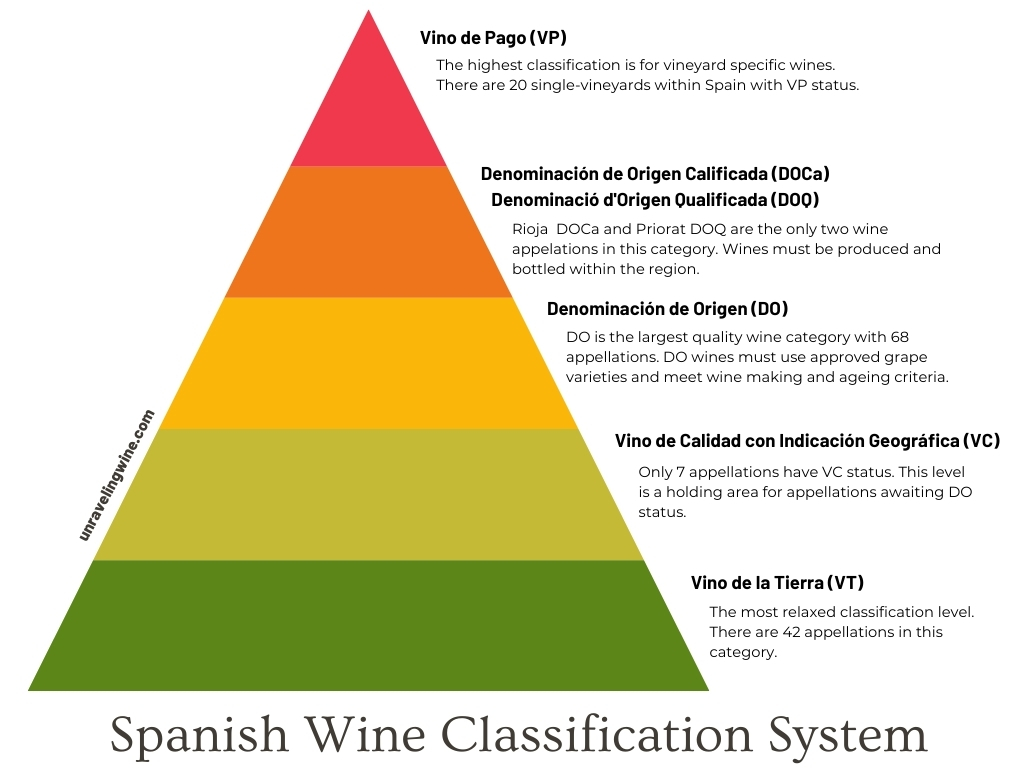 Vino de Pago (VP)
The highest classification is for vineyard specific wines.
There are 20 single-vineyards within Spain with VP status.
Denominación de Origen Calificada (DOCa)
Denominació d'Origen Qualificada (DOQ)
Rioja  DOCa and Priorat DOQ are the only two wine
appelations in this category. Wines must be produced and
bottled within the region.
Denominación de Origen (DO)
DO is the largest quality wine category with 68
appellations. DO wines must use approved grape
varieties and meet wine making and ageing criteria.
Vino de Calidad con Indicación Geográfica (VC)
Only 7 appellations have VC status. This level
is a holding area for appellations awaiting DO
status.
Vino de la Tierra (VT)
The most relaxed classification level.
There are 42 appellations in this
category.
unravelingwine.com
Spanish Wine Classification System